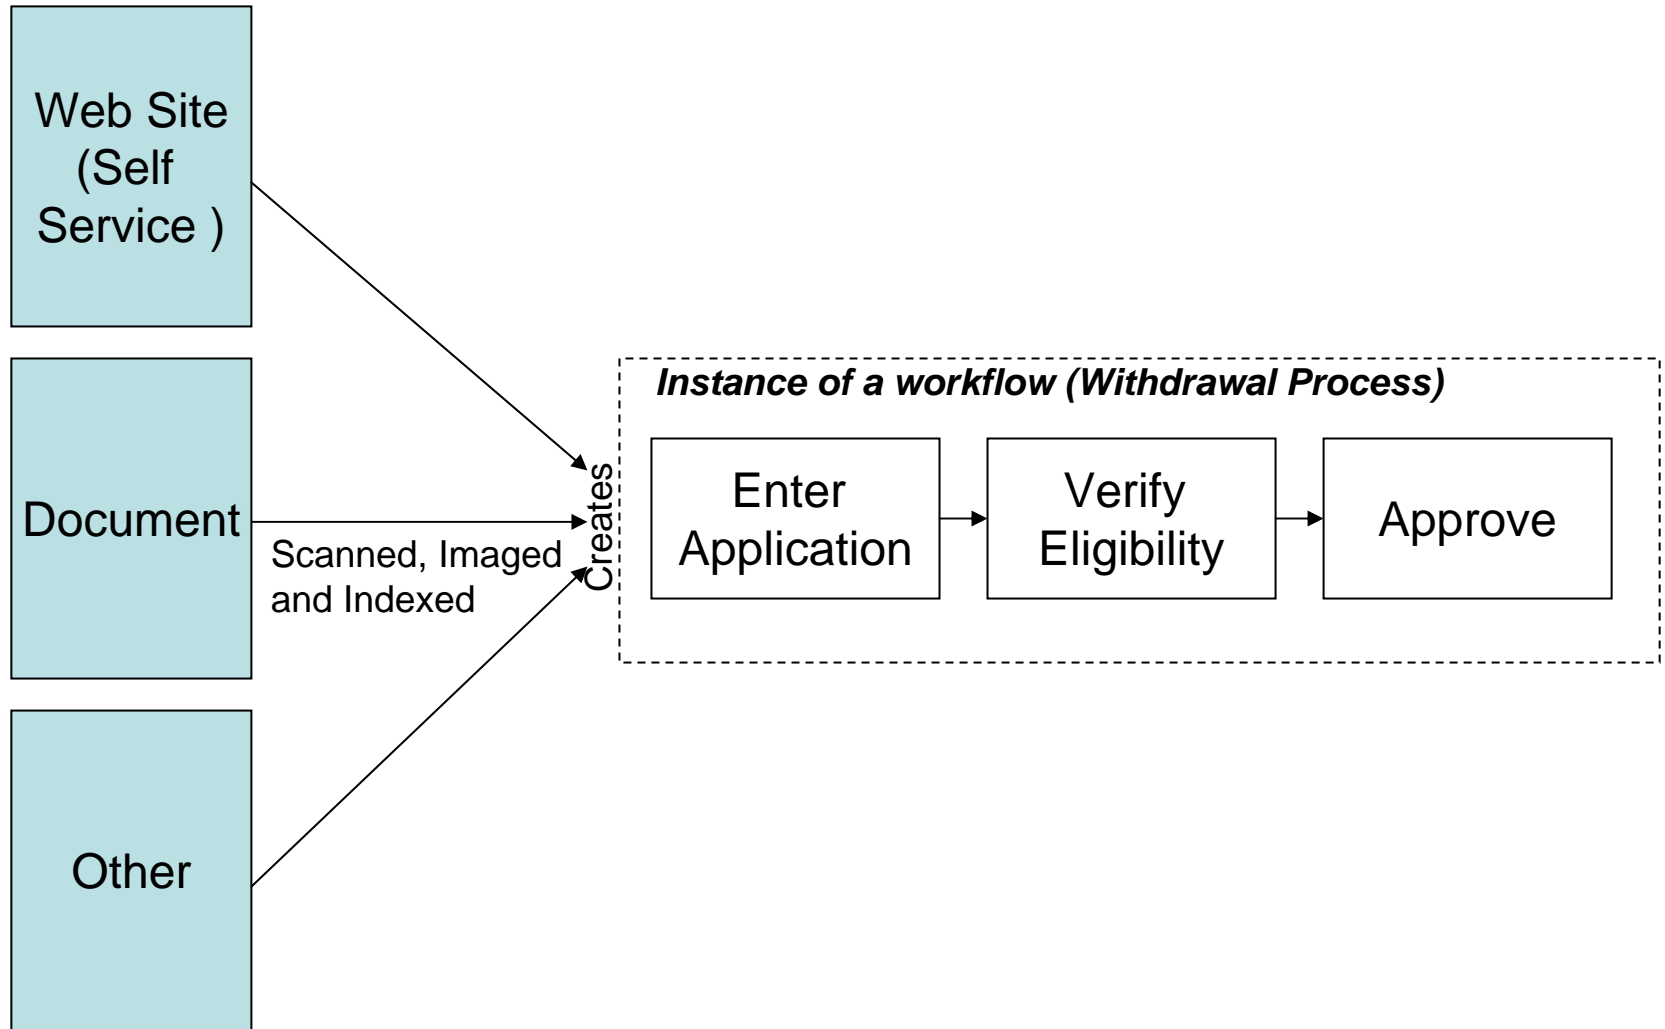 Web Site
(Self
Service )
Document
Scanned, Imaged
and Indexed
Other
Creates
Instance of a workflow (Withdrawal Process)
Enter
Application
Verify
Eligibility
Approve